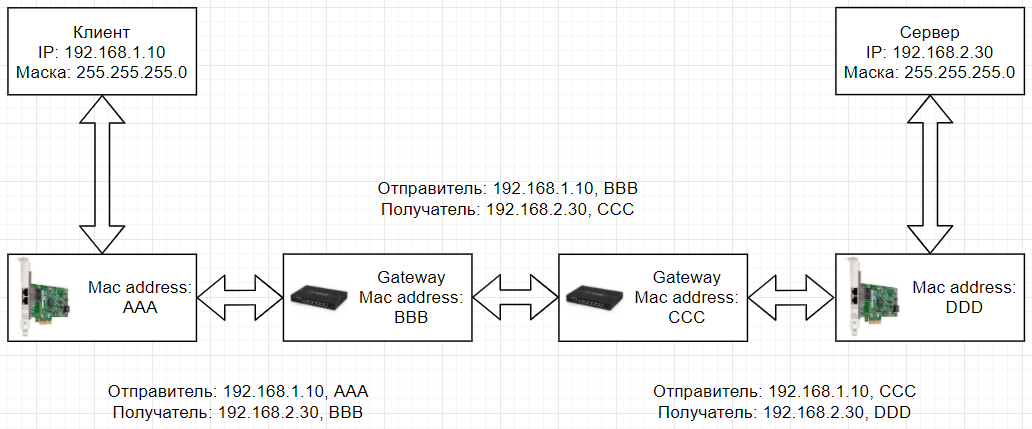 Клиент
IP: 192.168.1.10
Маска: 255.255.255.0
Сервер
IP: 192.168.2.30
Маска: 255.255.255.0
Отправитель: 192.168.1.10, BBB
Получатель: 192.168.2.30, CCC
Mac address:
AAA
Gateway
Mac address:
BBB
Gateway
Mac address:
CCC
Mac address:
DDD
Отправитель: 192.168.1.10, AAA
Получатель: 192.168.2.30, BBB
Отправитель: 192.168.1.10, CCC
Получатель: 192.168.2.30, DDD